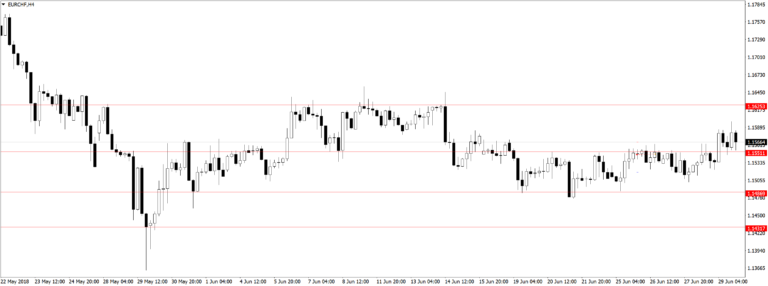 EURCHF,H4
1.17845
1.17570
1.17290
1.17010
1.16730
1.16450
1.16253
1.15895
1.15664
1.15511
1.15335
1.15055
1.14780
1.14500
1.14317
1.14220
1.13940
1.13665
22 May 2018
23 May 12:00
24 May 20:00
28 May 04:00
29 May 12:00
30 May 20:00
1 Jun 04:00
4 Jun 12:00
5 Jun 20:00
7 Jun 04:00
8 Jun 12:00
11 Jun 20:00
13 Jun 04:00
14 Jun 12:00
15 Jun 20:00
19 Jun 04:00
20 Jun 12:00
21 Jun 20:00
25 Jun 04:00
26 Jun 12:00
27 Jun 20:00
29 Jun 04:00